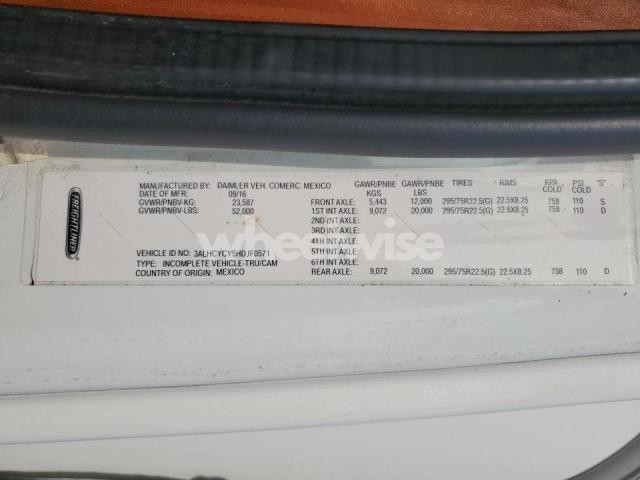 FREIGHTLINER
MANUFACTURED BY: DAIMLER VEH. COMERC. MEXICO GAWR/PNBE KGS GAWR/PNBE LBS TIRES RIMS KPA COLD PSI COLD "S"
DATE OF MFR: 09/16
GVWR/PNBV-KG: 23,587 FRONT AXLE: 5,443 12,000 295/75R22.5(G) 22.5X8.25 758 110 S
GVWR/PNBV-LBS: 52,000 1ST INT AXLE: 9,072 20,000 295/75R22.5(G) 22.5X8.25 758 110 D
2ND INT AXLE:
3RD INT AXLE:
4TH INT AXLE:
VEHICLE ID NO: 3ALHCYCY5HDJF0571 5TH INT AXLE:
TYPE: INCOMPLETE VEHICLE-TRU/CAM 6TH INT AXLE:
COUNTRY OF ORIGIN: MEXICO REAR AXLE: 9,072 20,000 295/75R22.5(G) 22.5X8.25 758 110 D